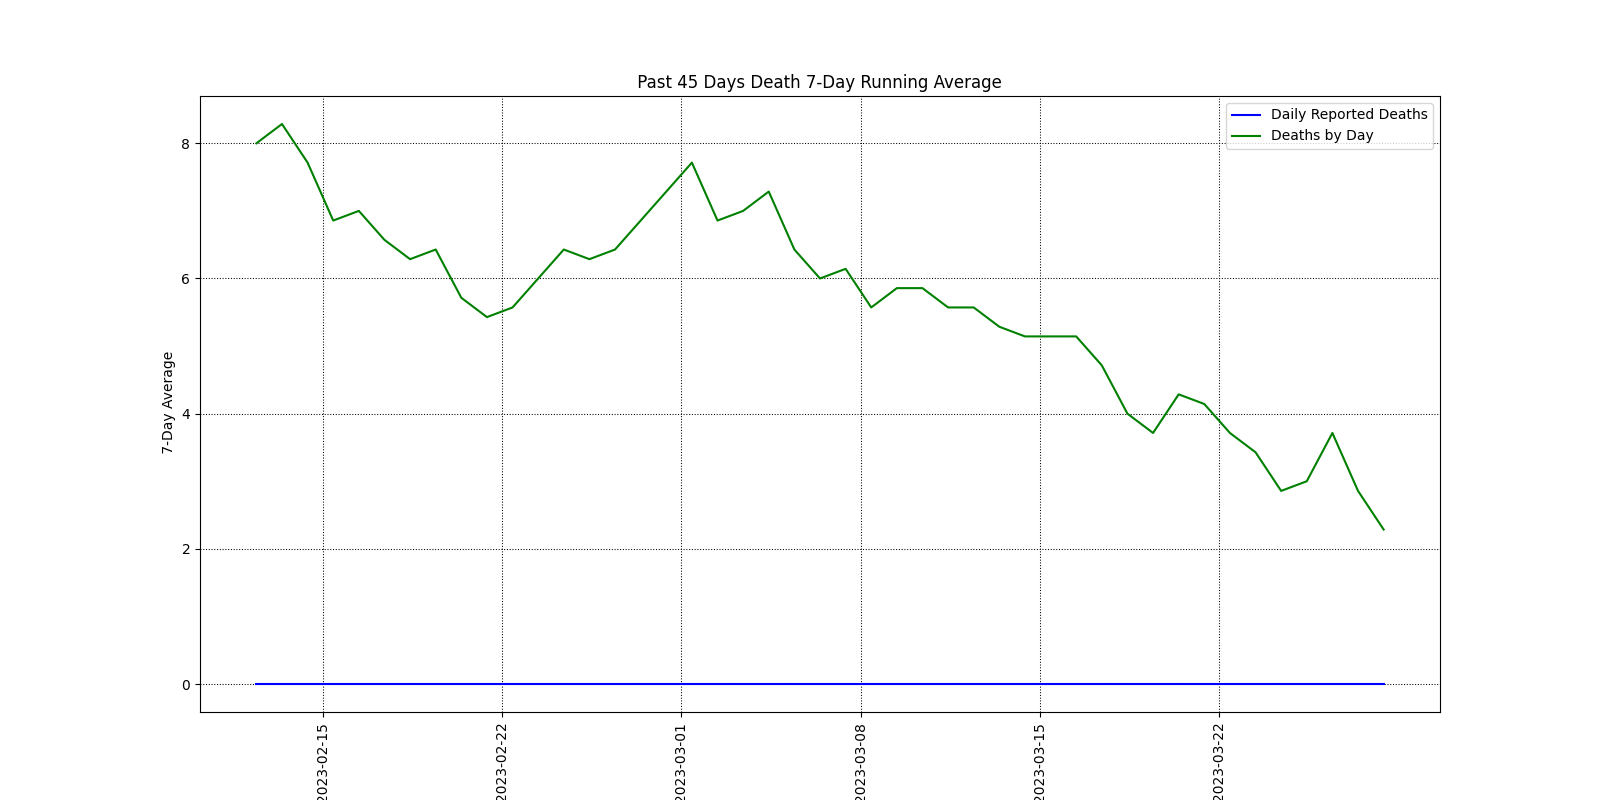 Past 45 Days Death 7-Day Running Average
Daily Reported Deaths
Deaths by Day
8
6
4
2
0
7-Day Average
2023-02-15
2023-02-22
2023-03-01
2023-03-08
2023-03-15
2023-03-22